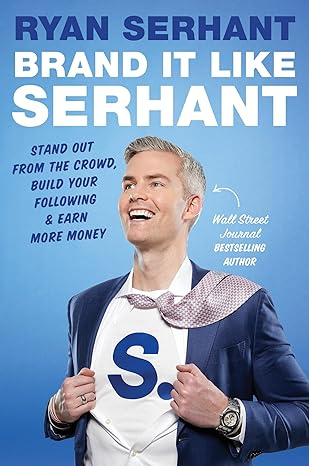 RYAN SERHANT
BRAND IT LIKE
SERHANT
STAND OUT
FROM THE CROWD,
BUILD YOUR
FOLLOWING
& EARN
MORE MONEY
Wall Street
Journal
BESTSELLING
AUTHOR
S.